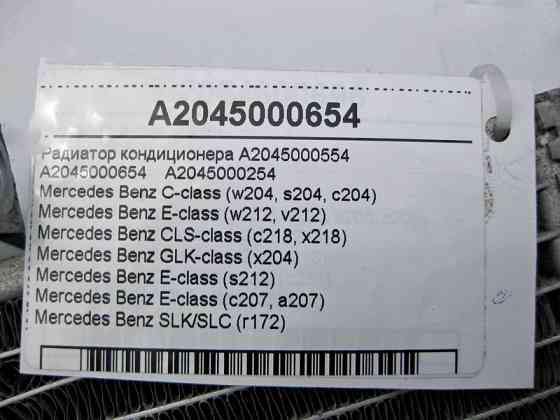 A2045000654
Радиатор кондиционера A2045000554
A2045000654 A2045000254
Mercedes Benz C-class (w204, s204, c204)
Mercedes Benz E-class (w212, v212)
Mercedes Benz CLS-class (c218, x218)
Mercedes Benz GLK-class (x204)
Mercedes Benz E-class (s212)
Mercedes Benz E-class (c207, a207)
Mercedes Benz SLK/SLC (r172)